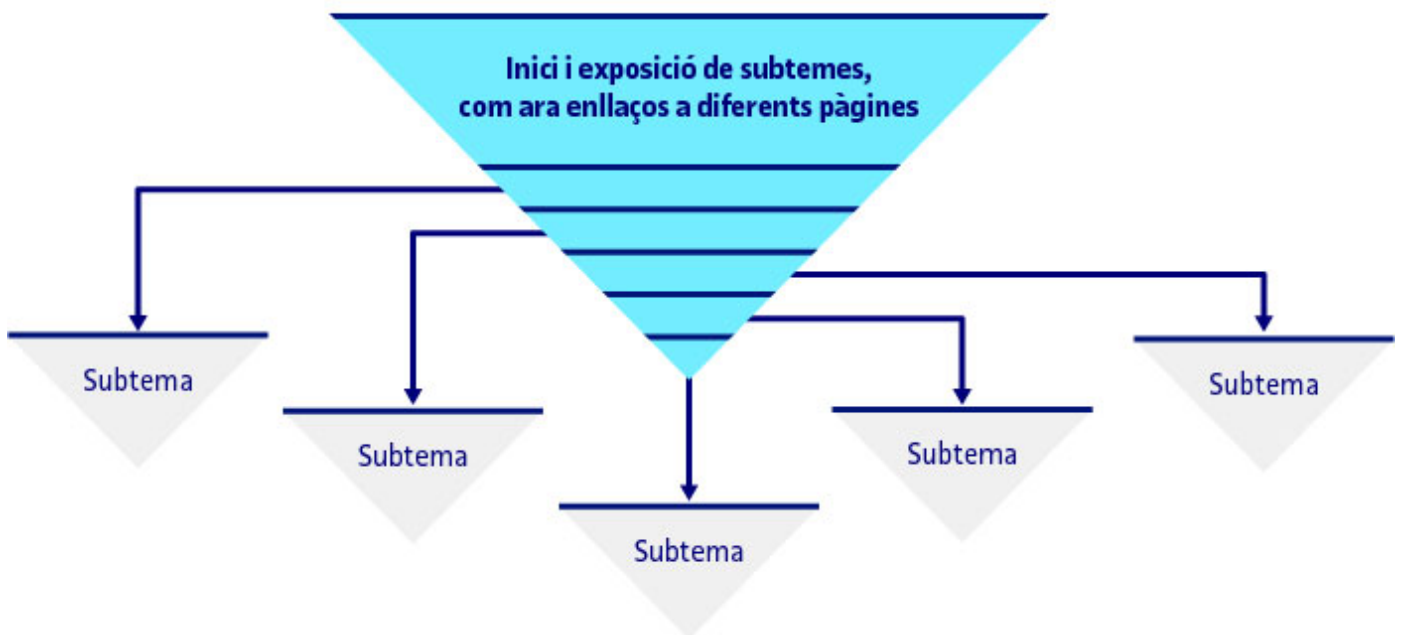 Inici i exposició de subtemes,
com ara enllaços a diferents pàgines
Subtema
Subtema
Subtema
Subtema
Subtema